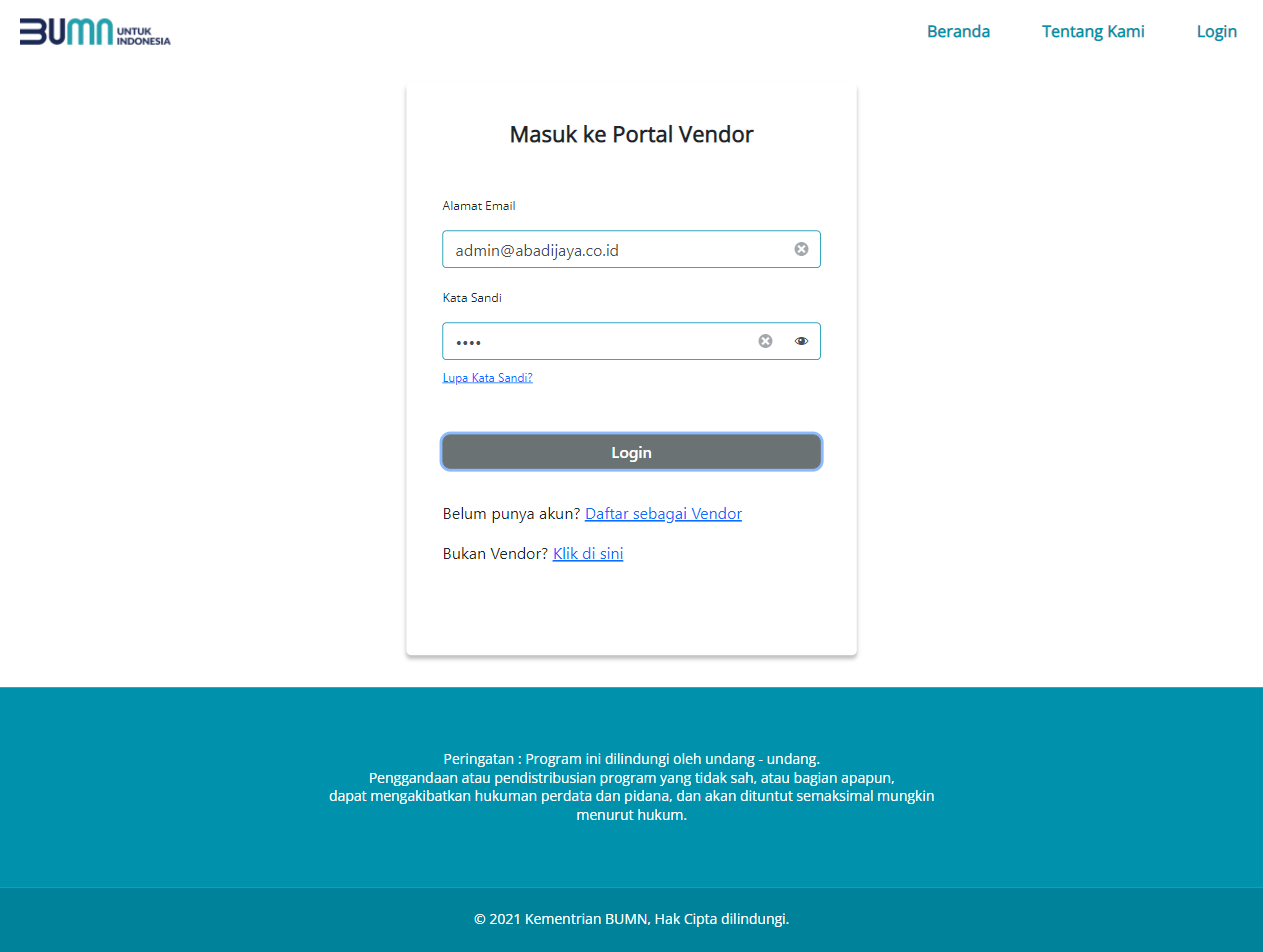 BUMN UNTUK INDONESIA
Beranda
Tentang Kami
Login
Masuk ke Portal Vendor
Alamat Email
admin@abadijaya.co.id
Kata Sandi
••••
Lupa Kata Sandi?
Login
Belum punya akun? Daftar sebagai Vendor
Bukan Vendor? Klik di sini
Peringatan : Program ini dilindungi oleh undang - undang.
Penggandaan atau pendistribusian program yang tidak sah, atau bagian apapun,
dapat mengakibatkan hukuman perdata dan pidana, dan akan dituntut semaksimal mungkin
menurut hukum.
© 2021 Kementrian BUMN, Hak Cipta dilindungi.